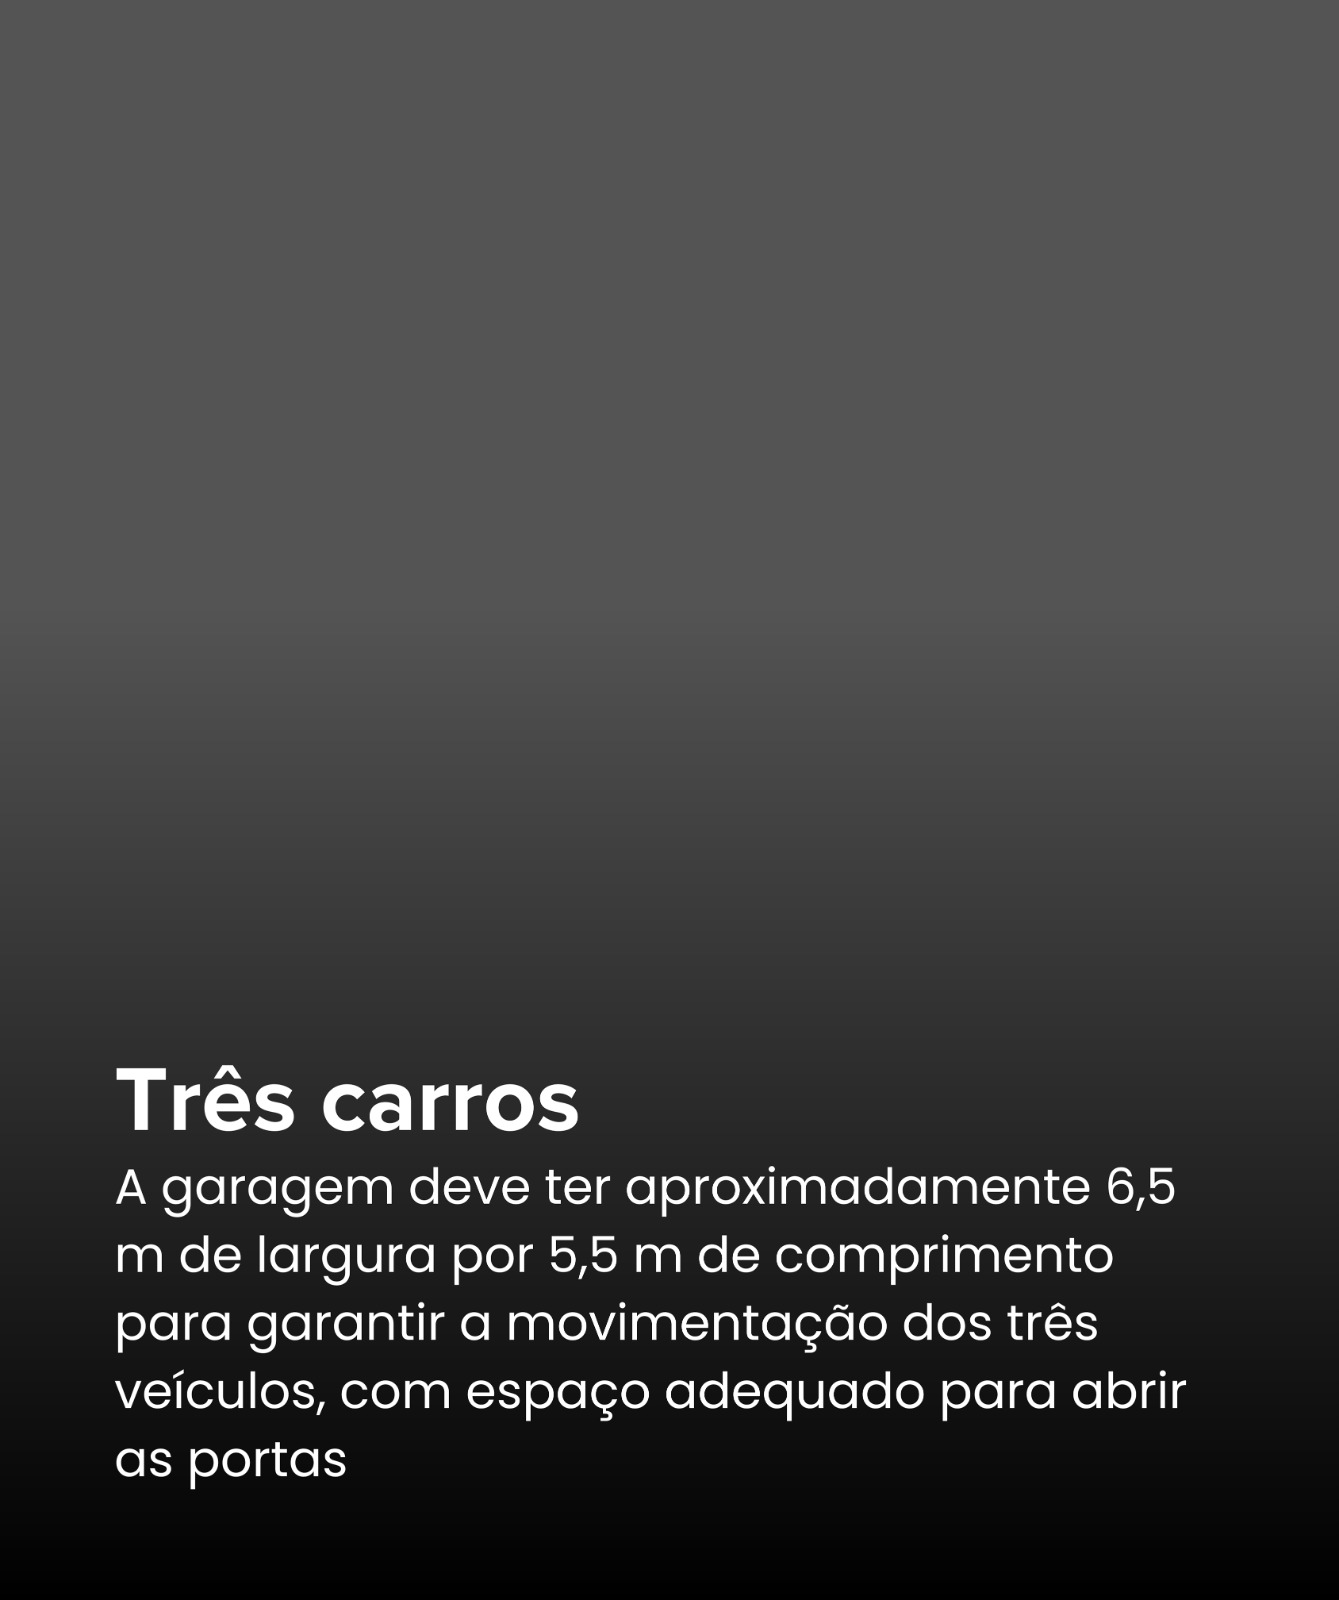 Três carros
A garagem deve ter aproximadamente 6,5
m de largura por 5,5 m de comprimento
para garantir a movimentação dos três
veículos, com espaço adequado para abrir
as portas